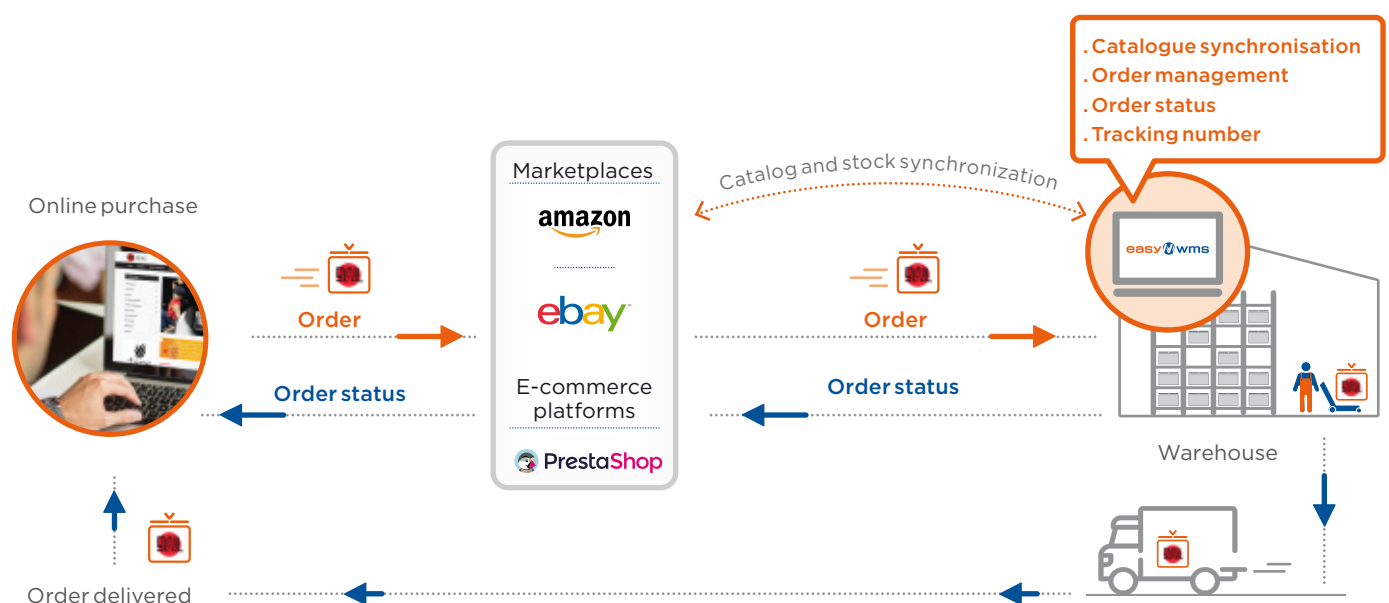 . Catalogue synchronisation
. Order management
. Order status
. Tracking number
Marketplaces
Catalog and stock synchronization
Online purchase
amazon
easy wms
ebay
Order
Order
E-commerce
platforms
Order status
Order status
PrestaShop
Warehouse
Order delivered